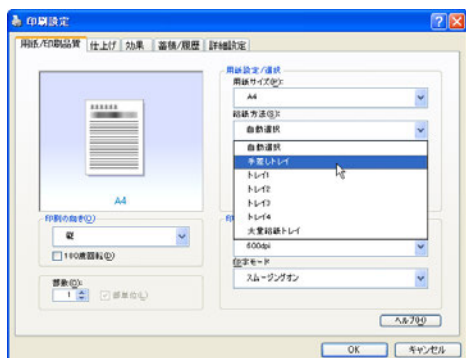 印刷設定
用紙/印刷品質 仕上げ 効果 蓄積/履歴 詳細設定
A4
印刷の向き(O)
縦
180度回転(D)
部数(C):
1 部単位(L)
用紙設定/選択
用紙サイズ(P):
A4
給紙方法(S):
自動選択
自動選択
手差しトレイ
トレイ1
トレイ2
トレイ3
トレイ4
大量給紙トレイ
印
600dpi
印字モード
スムージングオン
ヘルプ(H)
OK キャンセル